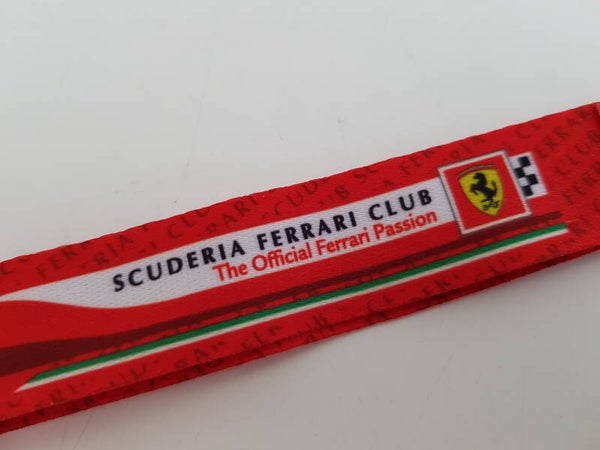 SCUDERIA FERRARI CLUB
The Official Ferrari Passion